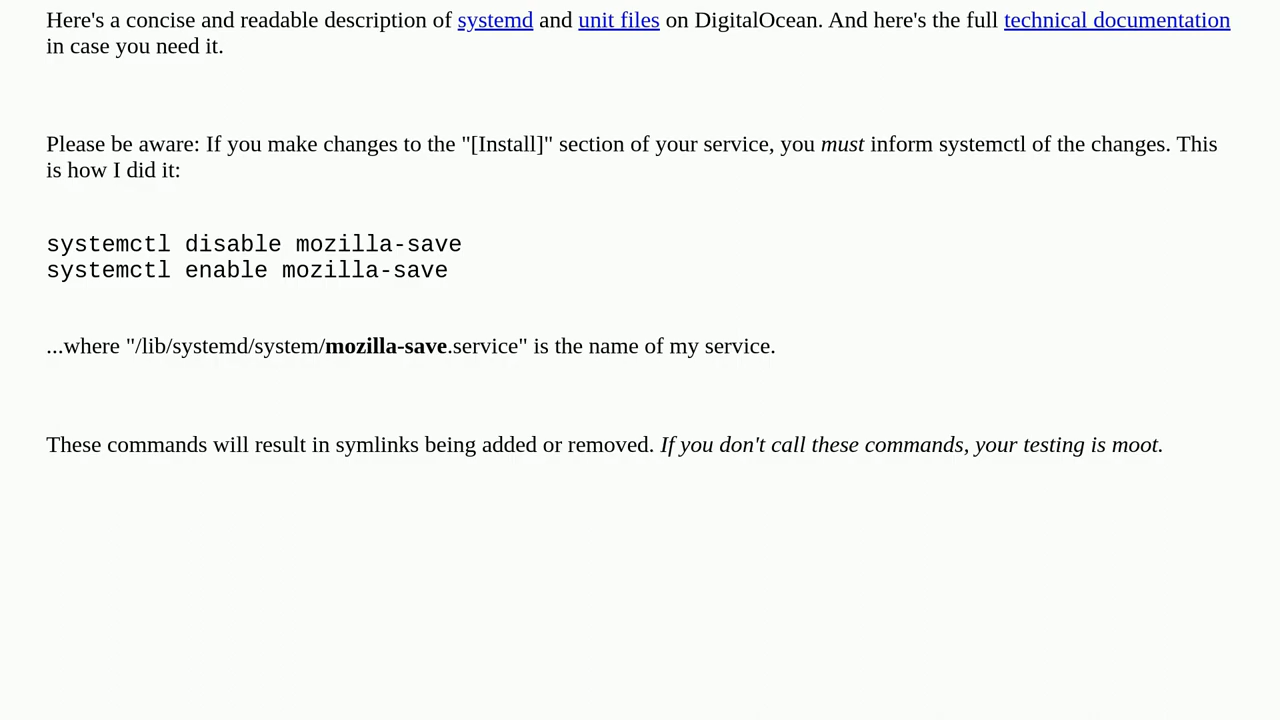 Here's a concise and readable description of systemd and unit files on DigitalOcean. And here's the full technical documentation
in case you need it.
Please be aware: If you make changes to the "[Install]" section of your service, you must inform systemctl of the changes. This
is how I did it:
systemctl disable mozilla-save
systemctl enable mozilla-save
...where "/lib/systemd/system/mozilla-save.service" is the name of my service.
These commands will result in symlinks being added or removed. If you don't call these commands, your testing is moot.